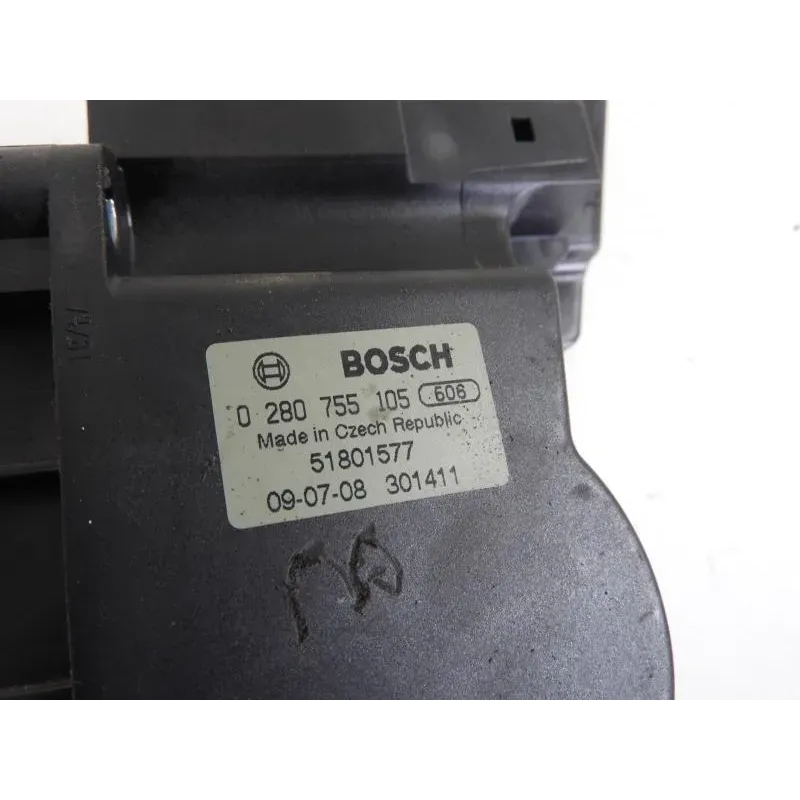 BOSCH
0 280 755 105 606
Made in Czech Republic
51801577
09-07-08 301411